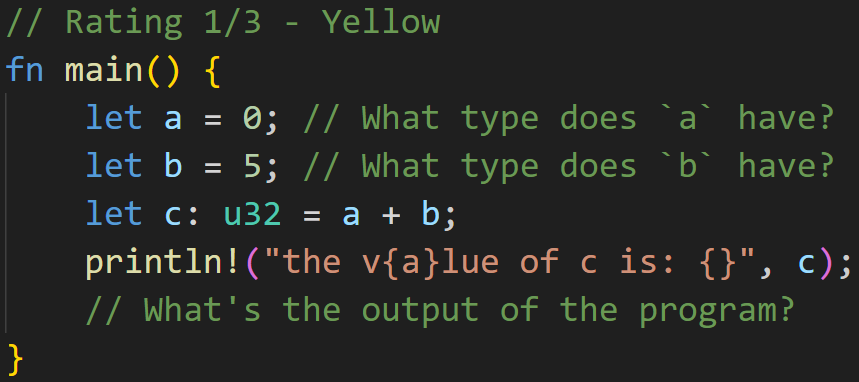 // Rating 1/3 - Yellow
fn main() {
    let a = 0; // What type does `a` have?
    let b = 5; // What type does `b` have?
    let c: u32 = a + b;
    println!("the v{a}lue of c is: {}", c);
    // What's the output of the program?
}